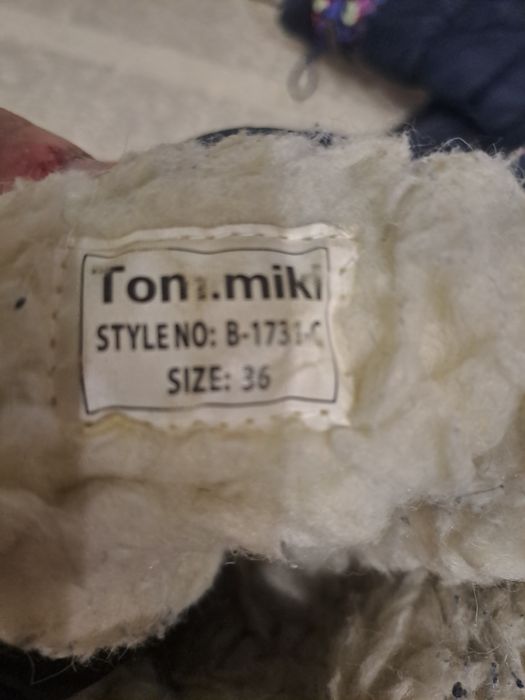 Tom.miki
STYLE NO: B-1731-C
SIZE: 36